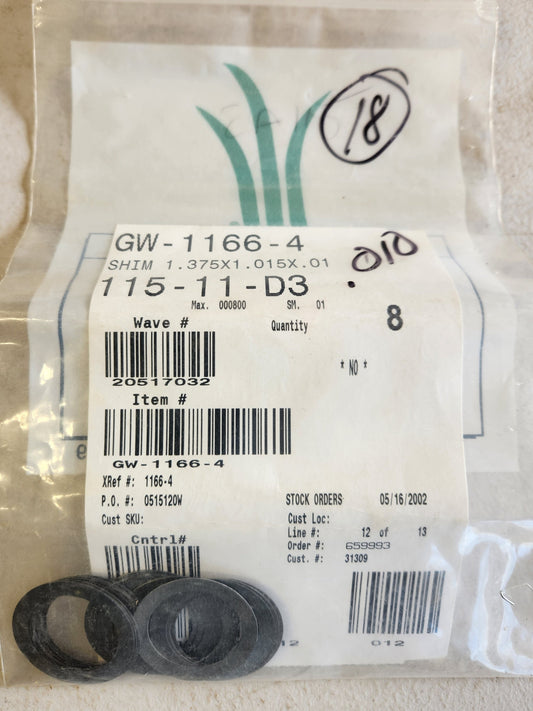 18
GW-1166-4
SHIM 1.375X1.015X.01
.010
115-11-D3
Max. 000800 SM. 01
Wave # Quantity 8
20517032 * NO *
Item #
GW-1166-4
XRef #: 1166-4
P.O. #: 0515120W STOCK ORDERS 05/16/2002
Cust SKU: Cust Loc:
Line #: 12 of 13
Cntrl# Order #: 659993
Cust. #: 31309
12 012